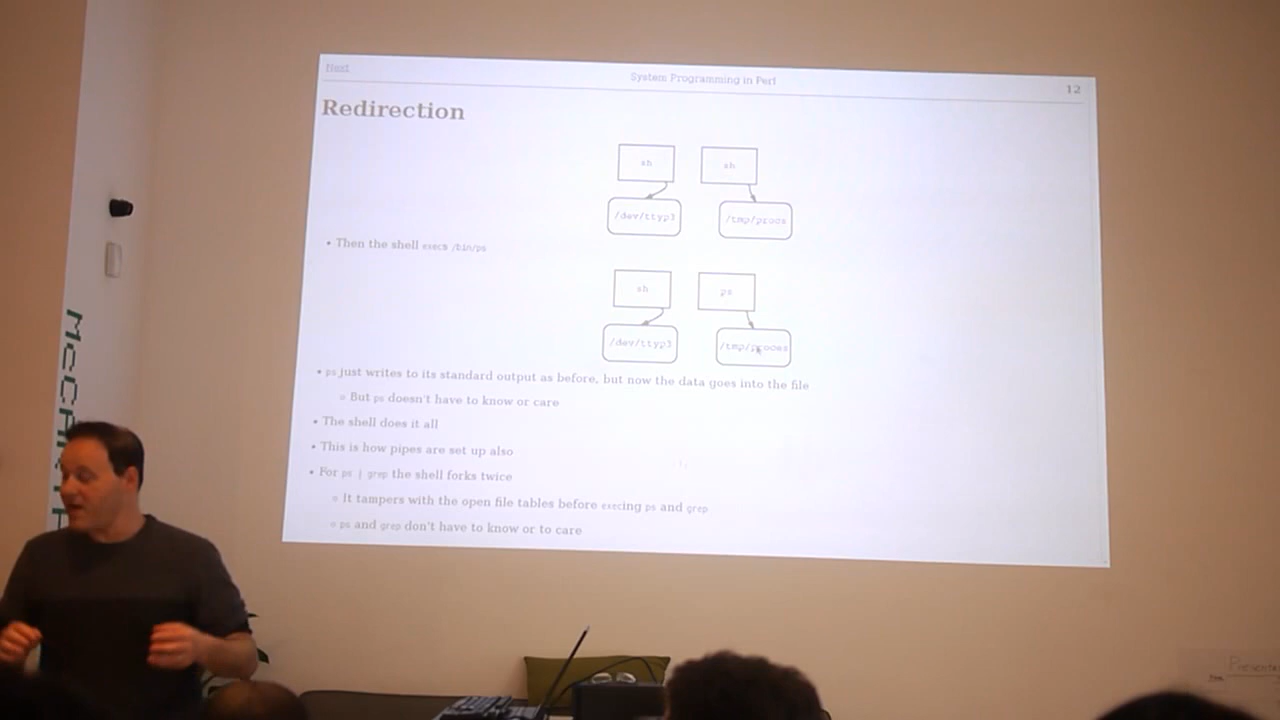 Next
System Programming in Perl
12
Redirection
sh
sh
/dev/ttyp3
/tmp/procs
• Then the shell execs /bin/ps
sh
ps
/dev/ttyp3
/tmp/procs
• ps just writes to its standard output as before, but now the data goes into the file
○ But ps doesn't have to know or care
• The shell does it all
• This is how pipes are set up also
• For ps | grep the shell forks twice
○ It tampers with the open file tables before execing ps and grep
○ ps and grep don't have to know or to care